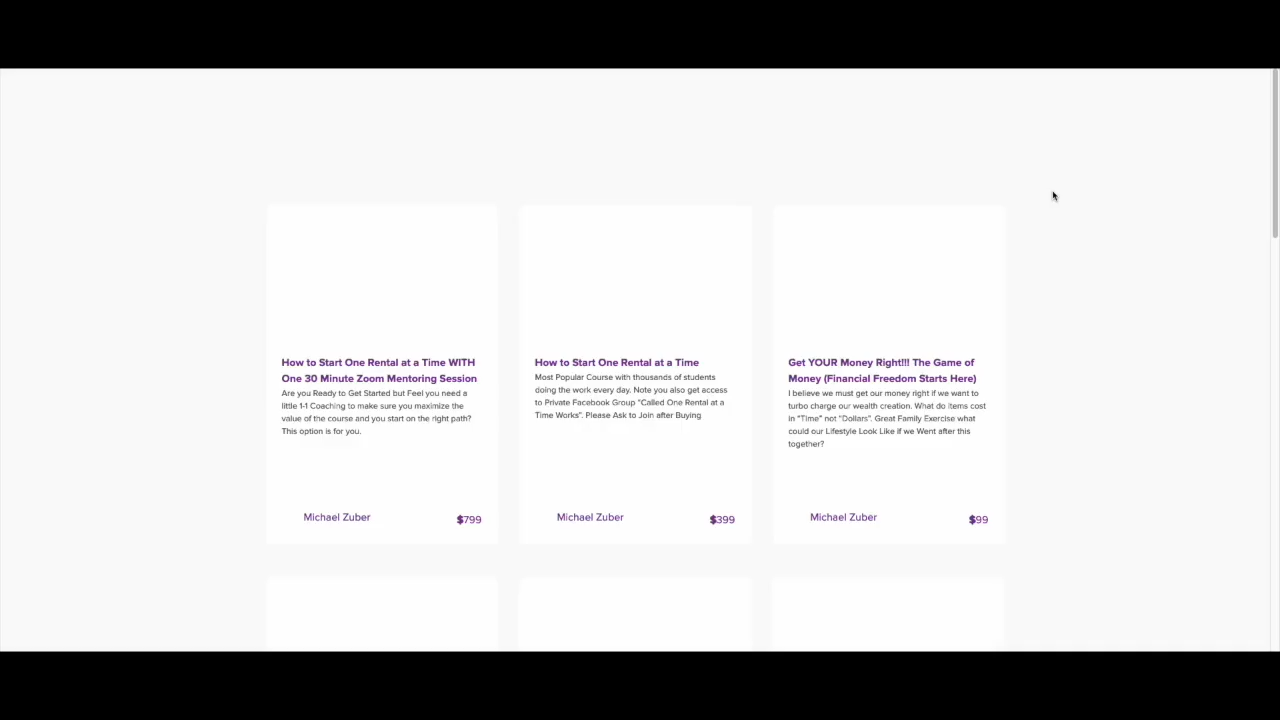 How to Start One Rental at a Time WITH
One 30 Minute Zoom Mentoring Session
Are you Ready to Get Started but Feel you need a
little 1-1 Coaching to make sure you maximize the
value of the course and you start on the right path?
This option is for you.
Michael Zuber
$799
How to Start One Rental at a Time
Most Popular Course with thousands of students
doing the work every day. Note you also get access
to Private Facebook Group "Called One Rental at a
Time Works". Please Ask to Join after Buying
Michael Zuber
$399
Get YOUR Money Right!!! The Game of
Money (Financial Freedom Starts Here)
I believe we must get our money right if we want to
turbo charge our wealth creation. What do items cost
in "Time" not "Dollars". Great Family Exercise what
could our Lifestyle Look Like if we Went after this
together?
Michael Zuber
$99